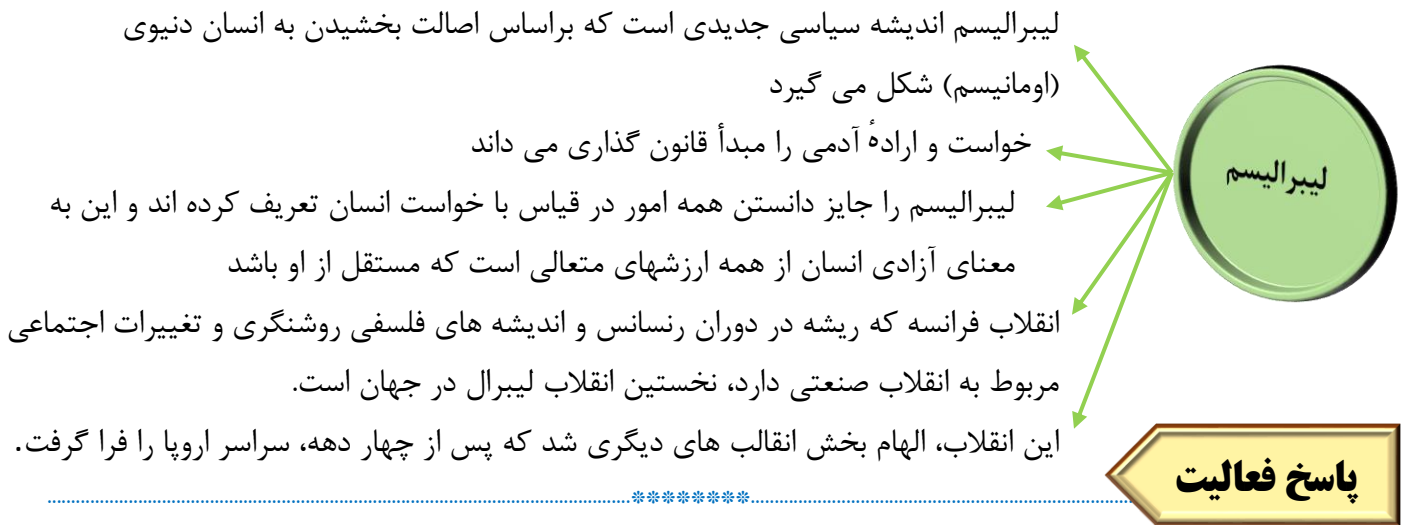 لیبرالیسم
لیبرالیسم اندیشه سیاسی جدیدی است که براساس اصالت بخشیدن به انسان دنیوی
(اومانیسم) شکل می گیرد
خواست و ارادهٔ آدمی را مبدأ قانون گذاری می داند
لیبرالیسم را جایز دانستن همه امور در قیاس با خواست انسان تعریف کرده اند و این به
معنای آزادی انسان از همه ارزشهای متعالی است که مستقل از او باشد
انقلاب فرانسه که ریشه در دوران رنسانس و اندیشه های فلسفی روشنگری و تغییرات اجتماعی
مربوط به انقلاب صنعتی دارد، نخستین انقلاب لیبرال در جهان است.
این انقلاب، الهام بخش انقالب های دیگری شد که پس از چهار دهه، سراسر اروپا را فرا گرفت.
پاسخ فعالیت